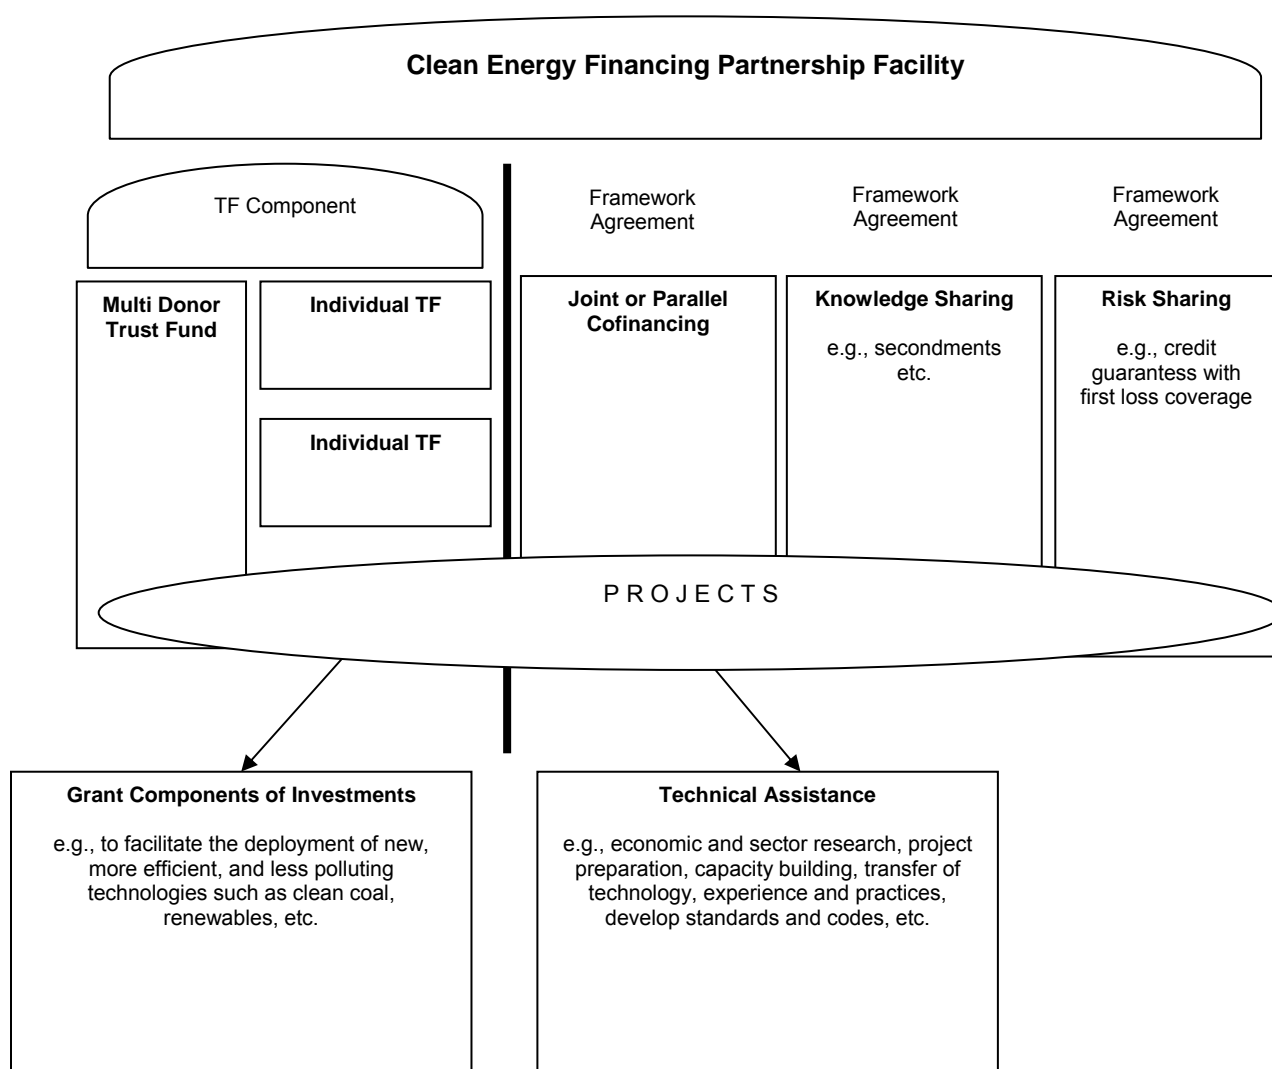 Clean Energy Financing Partnership Facility
TF Component
Framework
Agreement
Framework
Agreement
Framework
Agreement
Multi Donor
Trust Fund
Individual TF
Individual TF
Joint or Parallel
Cofinancing
Knowledge Sharing
e.g., secondments
etc.
Risk Sharing
e.g., credit
guarantess with
first loss coverage
P R O J E C T S
Grant Components of Investments
e.g., to facilitate the deployment of new,
more efficient, and less polluting
technologies such as clean coal,
renewables, etc.
Technical Assistance
e.g., economic and sector research, project
preparation, capacity building, transfer of
technology, experience and practices,
develop standards and codes, etc.